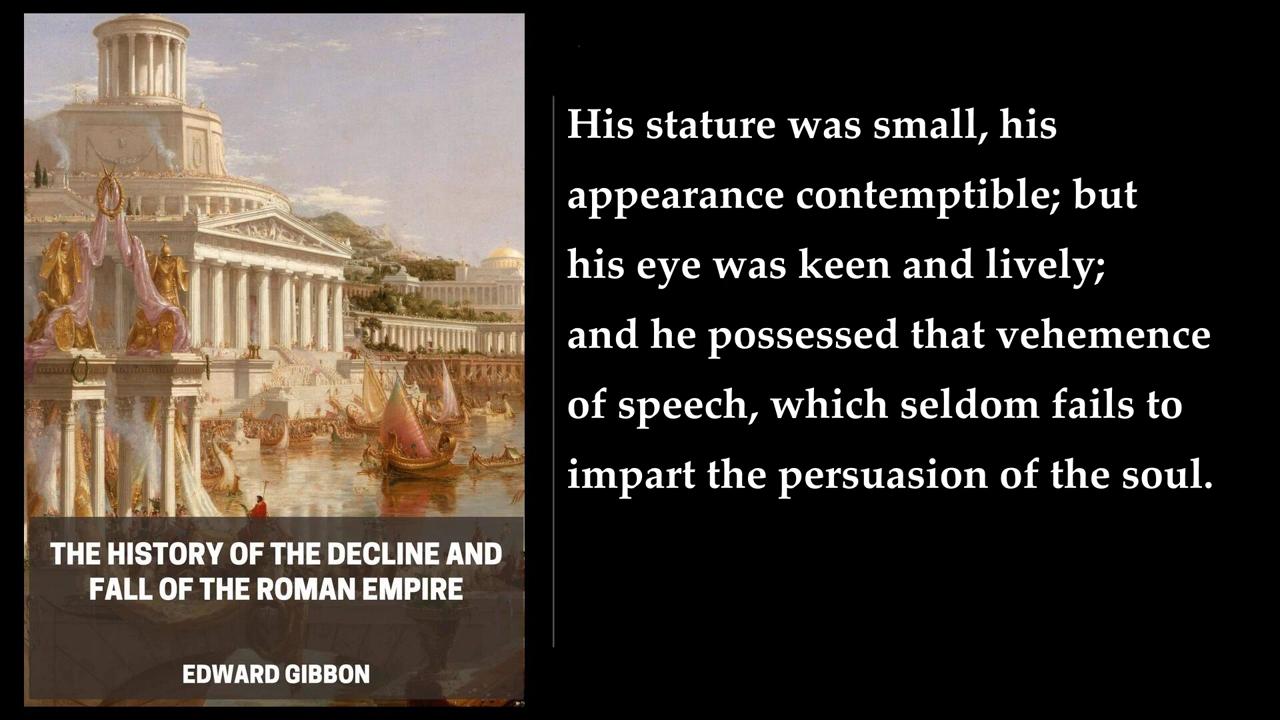 His stature was small, his
appearance contemptible; but
his eye was keen and lively;
and he possessed that vehemence
of speech, which seldom fails to
impart the persuasion of the soul.
THE HISTORY OF THE DECLINE AND
FALL OF THE ROMAN EMPIRE
EDWARD GIBBON